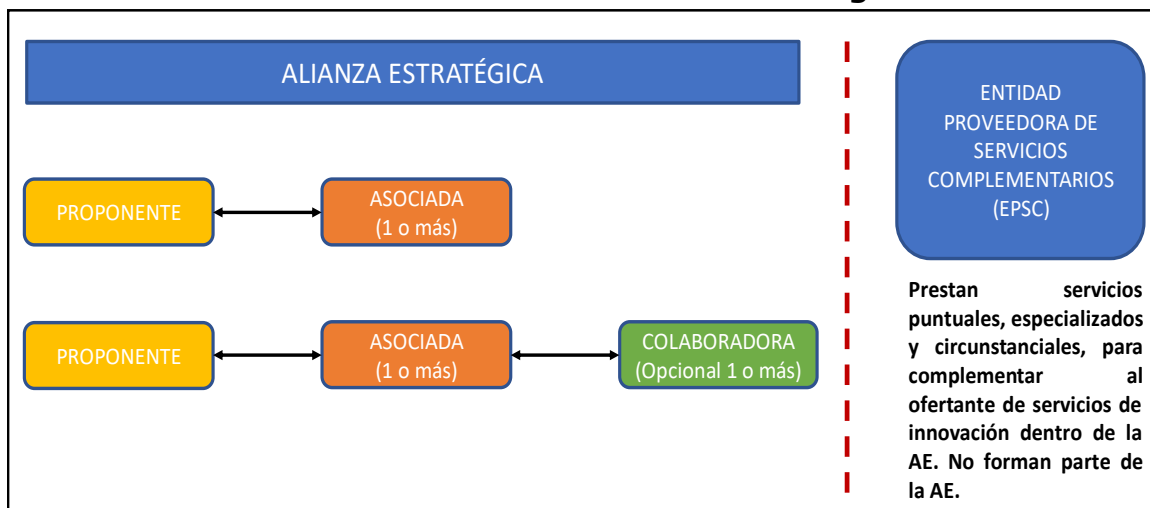 ALIANZA ESTRATÉGICA
PROPONENTE
ASOCIADA
(1 o más)
PROPONENTE
ASOCIADA
(1 o más)
COLABORADORA
(Opcional 1 o más)
ENTIDAD
PROVEEDORA DE
SERVICIOS
COMPLEMENTARIOS
(EPSC)
Prestan servicios
puntuales, especializados
y circunstanciales, para
complementar al
ofertante de servicios de
innovación dentro de la
AE. No forman parte de
la AE.